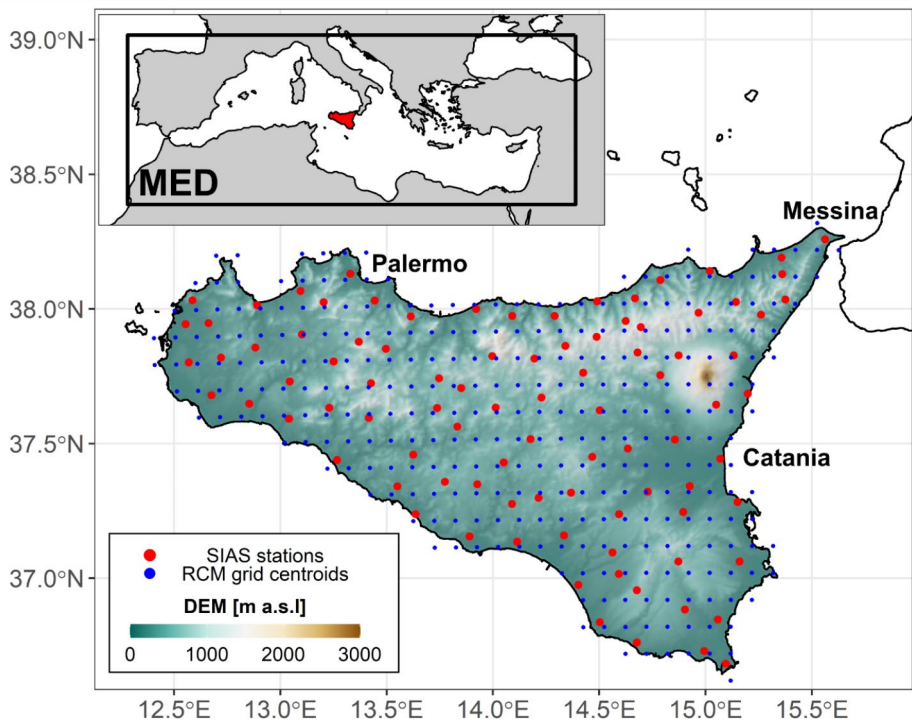 39.0°N
38.5°N
38.0°N
37.5°N
37.0°N
MED
Messina
Palermo
Catania
SIAS stations
RCM grid centroids
DEM [m a.s.l]
0 1000 2000 3000
12.5°E 13.0°E 13.5°E 14.0°E 14.5°E 15.0°E 15.5°E